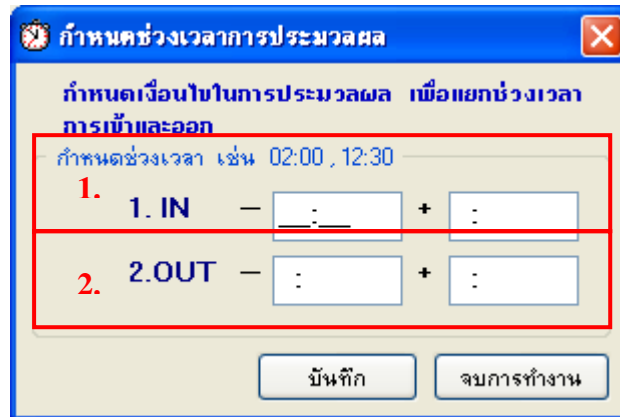 กำหนดช่วงเวลาการประมวลผล
กำหนดเงื่อนไขในการประมวลผล เพื่อแยกช่วงเวลา
การเข้าและออก
กำหนดช่วงเวลา เช่น 02:00 , 12:30
1. 1. IN – __:__ + :
2. 2.OUT – : + :
บันทึก จบการทำงาน